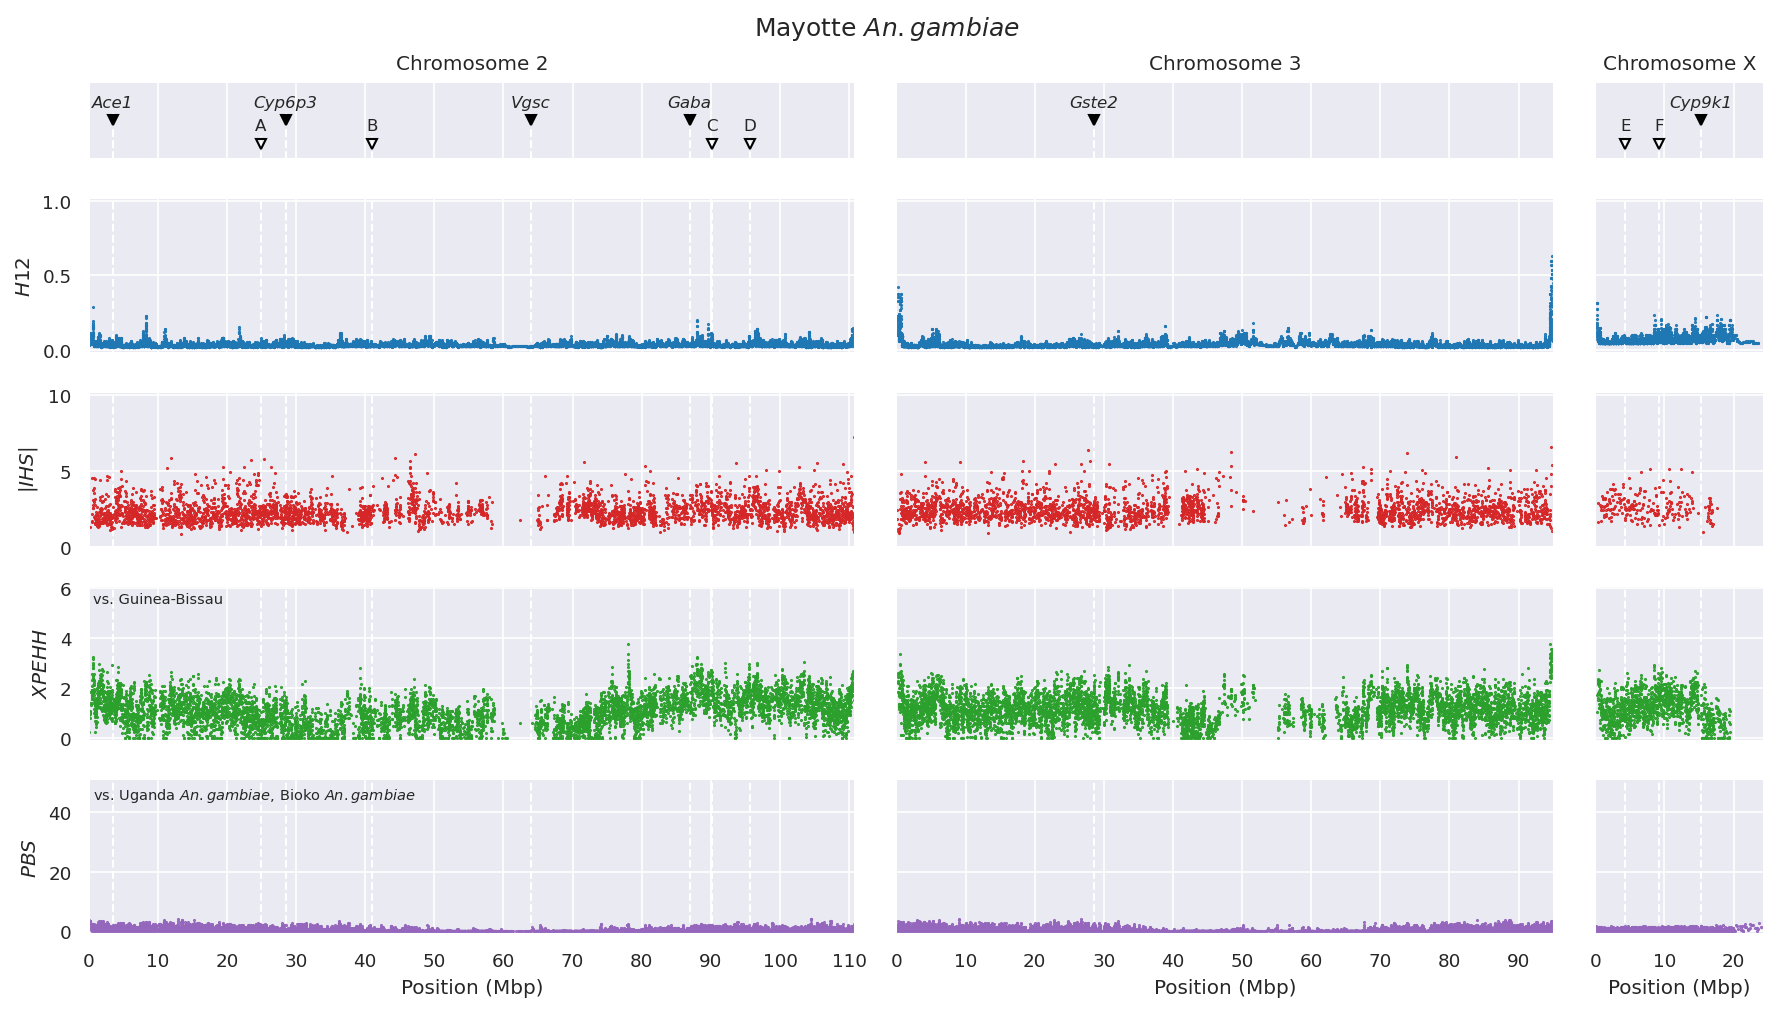 Mayotte An. gambiae
Chromosome 2 Chromosome 3 Chromosome X
Ace1 Cyp6p3 Vgsc Gaba Gste2 Cyp9k1
A B C D E F
1.0
0.5
0.0
H12
10
5
0
|IHS|
6
4
2
0
XPEHH
vs. Guinea-Bissau
40
20
0
PBS
vs. Uganda An. gambiae, Bioko An. gambiae
0 10 20 30 40 50 60 70 80 90 100 110 0 10 20 30 40 50 60 70 80 90 0 10 20
Position (Mbp) Position (Mbp) Position (Mbp)